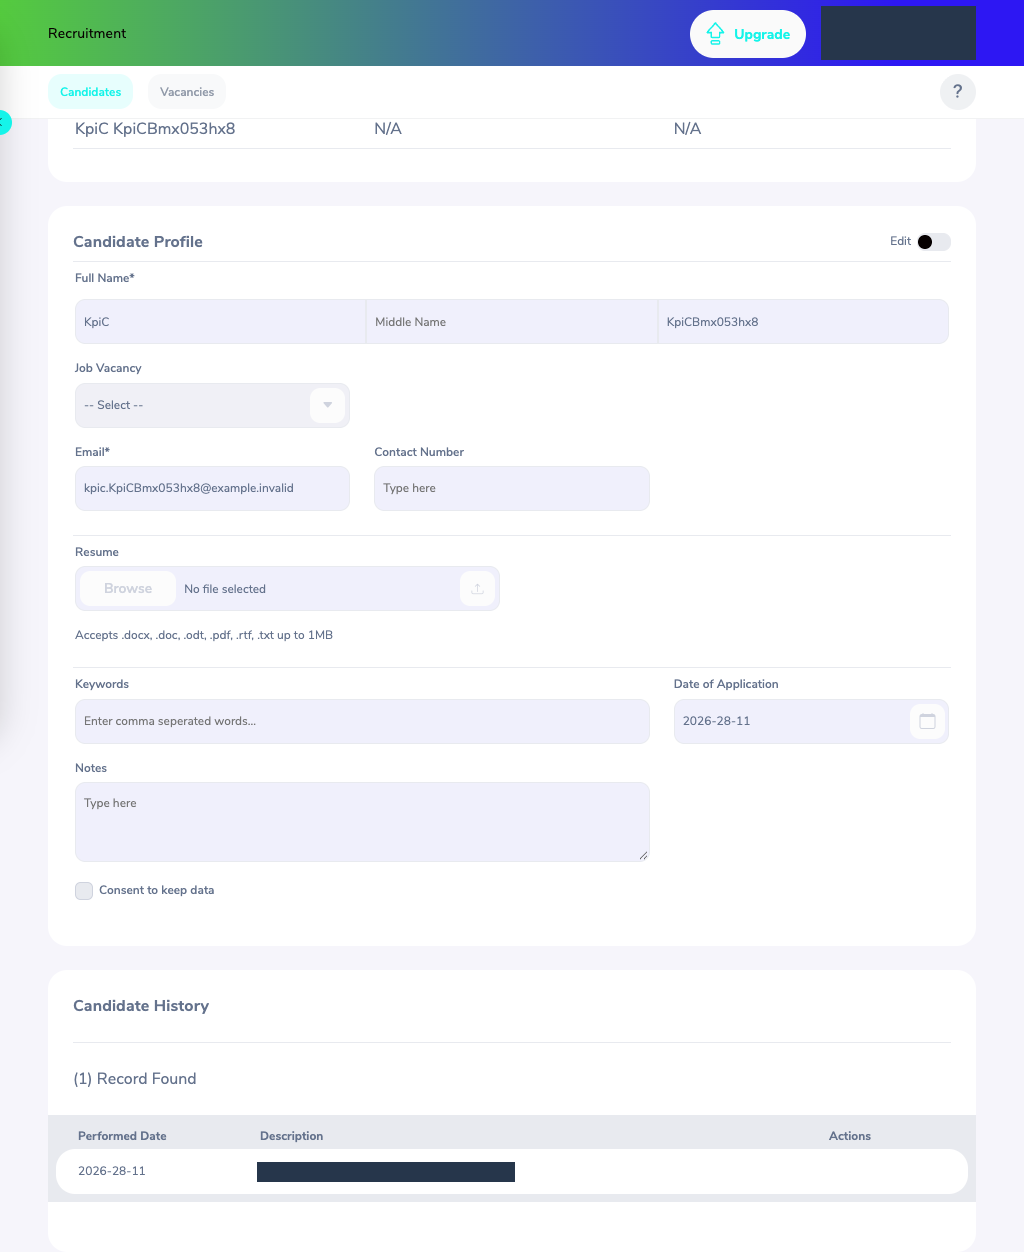 Recruitment
Upgrade
Candidates
Vacancies
?
KpiC KpiCBmx053hx8
N/A
N/A
Candidate Profile
Edit
Full Name*
KpiC
Middle Name
KpiCBmx053hx8
Job Vacancy
-- Select --
Email*
Contact Number
kpic.KpiCBmx053hx8@example.invalid
Type here
Resume
Browse
No file selected
Accepts .docx, .doc, .odt, .pdf, .rtf, .txt up to 1MB
Keywords
Date of Application
Enter comma seperated words...
2026-28-11
Notes
Type here
Consent to keep data
Candidate History
(1) Record Found
Performed Date
Description
Actions
2026-28-11